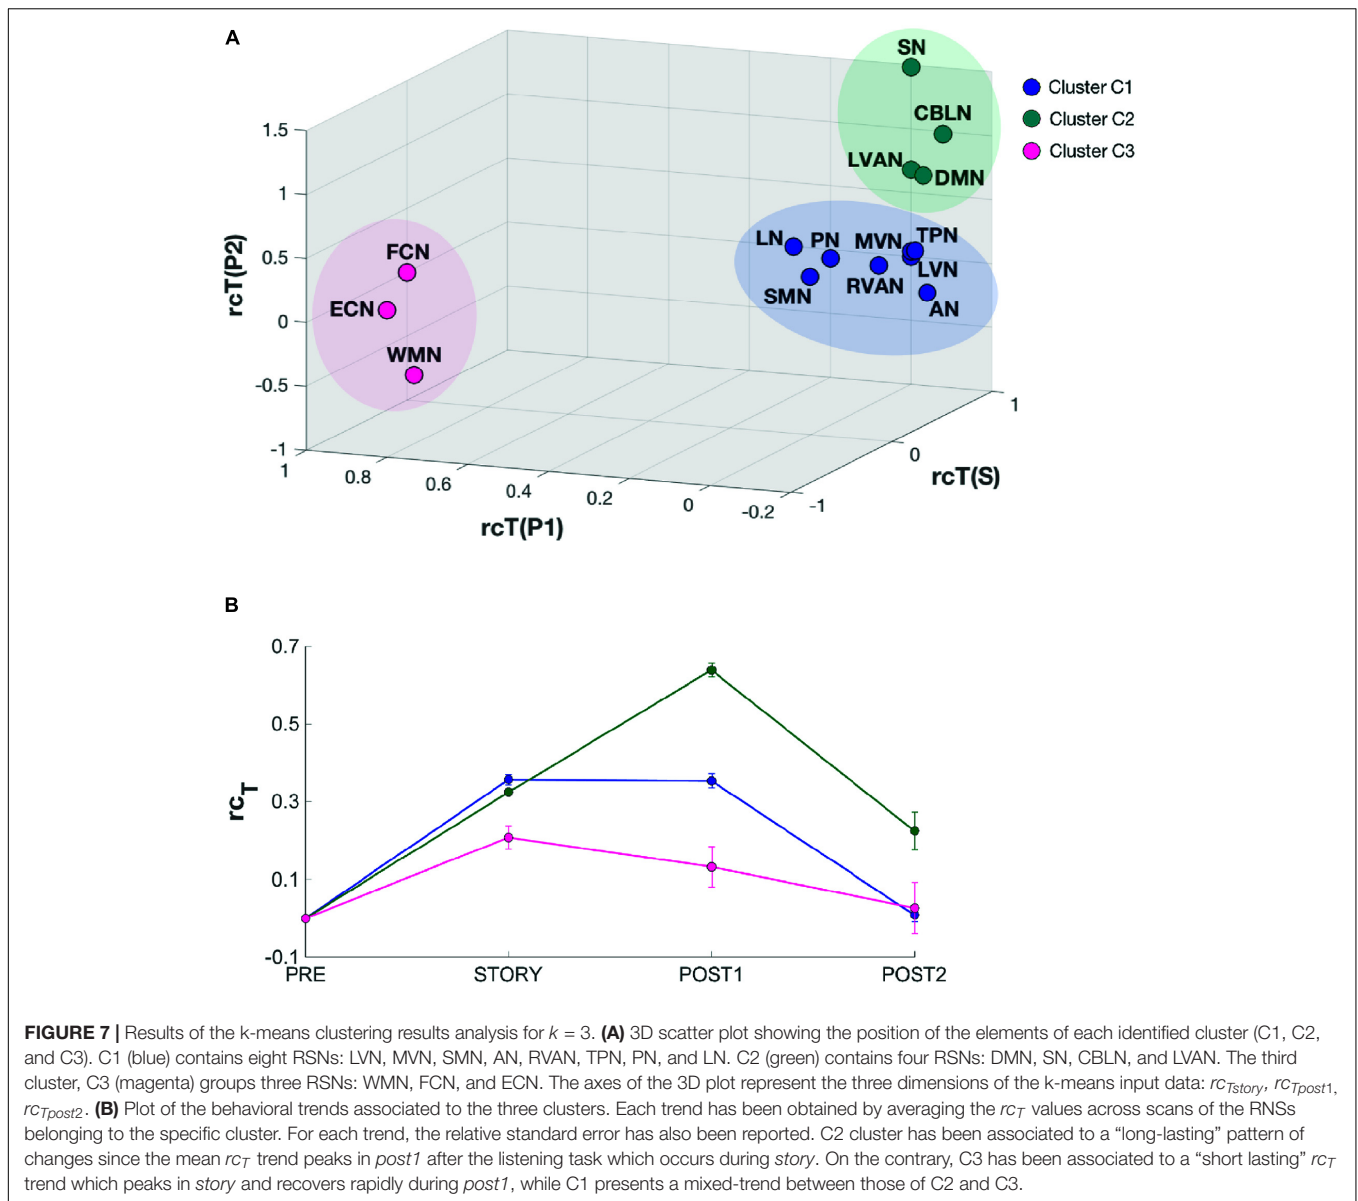 A
SN
CBLN
LVAN
DMN
Cluster C1
Cluster C2
Cluster C3
1.5
1
0.5
0
-0.5
-1
rcT(P2)
FCN
ECN
WMN
LN
PN
MVN
TPN
SMN
RVAN
LVN
AN
1
0.8
0.6
0.4
0.2
0
-0.2
rcT(P1)
-1
0
1
rcT(S)
B
0.7
0.5
0.3
0.1
-0.1
rcT
PRE
STORY
POST1
POST2
FIGURE 7 | Results of the k-means clustering results analysis for k = 3. (A) 3D scatter plot showing the position of the elements of each identified cluster (C1, C2,
and C3). C1 (blue) contains eight RSNs: LVN, MVN, SMN, AN, RVAN, TPN, PN, and LN. C2 (green) contains four RSNs: DMN, SN, CBLN, and LVAN. The third
cluster, C3 (magenta) groups three RSNs: WMN, FCN, and ECN. The axes of the 3D plot represent the three dimensions of the k-means input data: rcTstory, rcTpost1,
rcTpost2. (B) Plot of the behavioral trends associated to the three clusters. Each trend has been obtained by averaging the rcT values across scans of the RNSs
belonging to the specific cluster. For each trend, the relative standard error has also been reported. C2 cluster has been associated to a “long-lasting” pattern of
changes since the mean rcT trend peaks in post1 after the listening task which occurs during story. On the contrary, C3 has been associated to a “short lasting” rcT
trend which peaks in story and recovers rapidly during post1, while C1 presents a mixed-trend between those of C2 and C3.